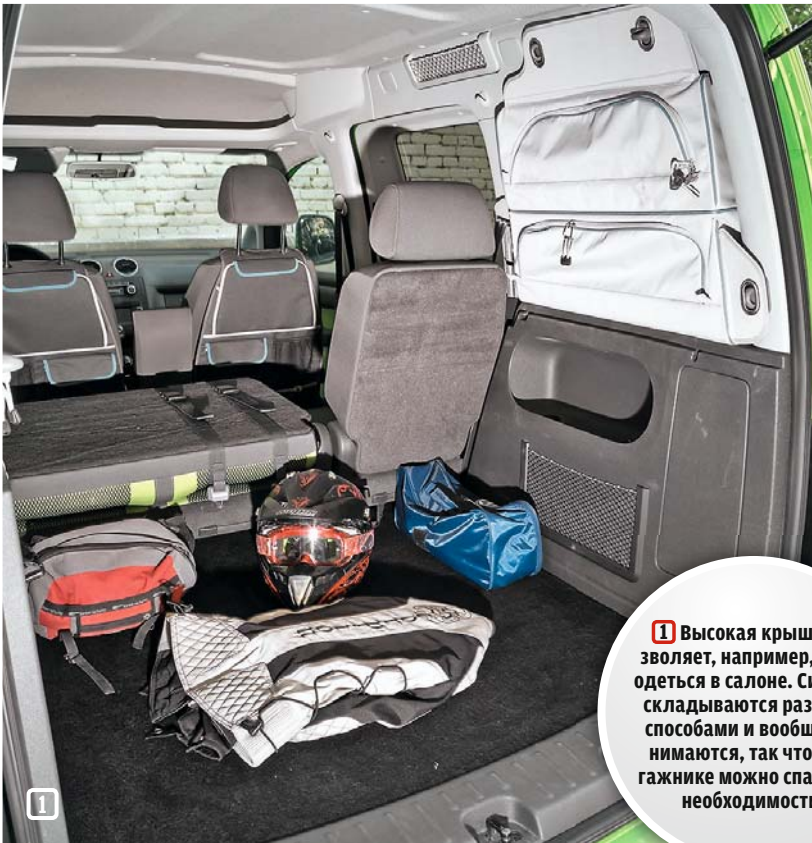 1 Высокая крыш
зволяет, например,
одеться в салоне. Си
складываются раз
способами и вообщ
нимаются, так что
гажнике можно спа
необходимост
1